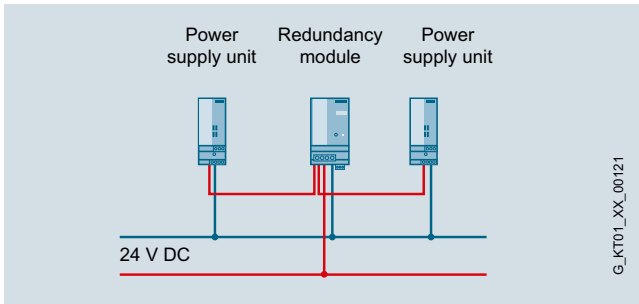 Power Redundancy Power
supply unit module supply unit
24 V DC
G_KT01_XX_00121